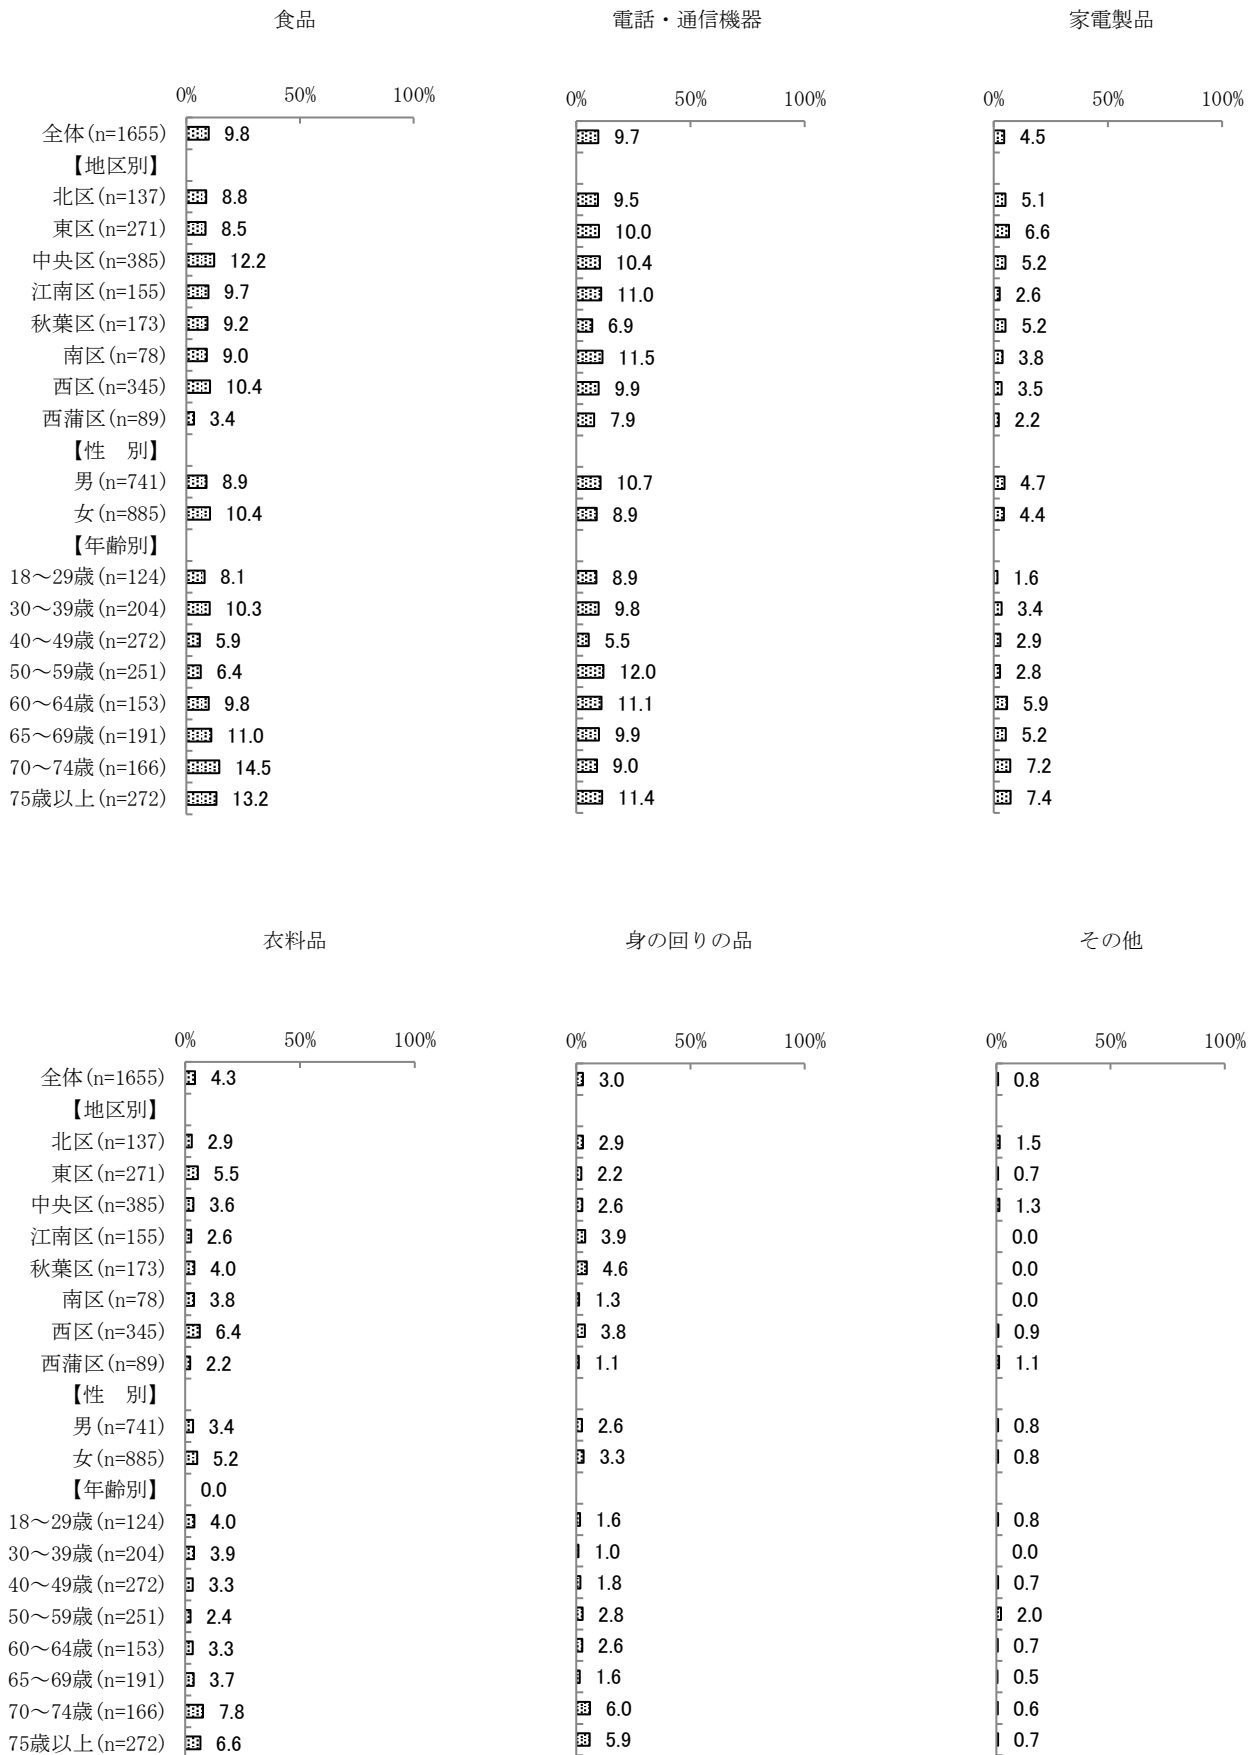 食品 電話・通信機器 家電製品
0% 50% 100% 0% 50% 100% 0% 50% 100%
全体(n=1655) 9.8 9.7 4.5
【地区別】
北区(n=137) 8.8 9.5 5.1
東区(n=271) 8.5 10.0 6.6
中央区(n=385) 12.2 10.4 5.2
江南区(n=155) 9.7 11.0 2.6
秋葉区(n=173) 9.2 6.9 5.2
南区(n=78) 9.0 11.5 3.8
西区(n=345) 10.4 9.9 3.5
西蒲区(n=89) 3.4 7.9 2.2
【性　別】
男(n=741) 8.9 10.7 4.7
女(n=885) 10.4 8.9 4.4
【年齢別】
18～29歳(n=124) 8.1 8.9 1.6
30～39歳(n=204) 10.3 9.8 3.4
40～49歳(n=272) 5.9 5.5 2.9
50～59歳(n=251) 6.4 12.0 2.8
60～64歳(n=153) 9.8 11.1 5.9
65～69歳(n=191) 11.0 9.9 5.2
70～74歳(n=166) 14.5 9.0 7.2
75歳以上(n=272) 13.2 11.4 7.4
衣料品 身の回りの品 その他
0% 50% 100% 0% 50% 100% 0% 50% 100%
全体(n=1655) 4.3 3.0 0.8
【地区別】
北区(n=137) 2.9 2.9 1.5
東区(n=271) 5.5 2.2 0.7
中央区(n=385) 3.6 2.6 1.3
江南区(n=155) 2.6 3.9 0.0
秋葉区(n=173) 4.0 4.6 0.0
南区(n=78) 3.8 1.3 0.0
西区(n=345) 6.4 3.8 0.9
西蒲区(n=89) 2.2 1.1 1.1
【性　別】
男(n=741) 3.4 2.6 0.8
女(n=885) 5.2 3.3 0.8
【年齢別】 0.0
18～29歳(n=124) 4.0 1.6 0.8
30～39歳(n=204) 3.9 1.0 0.0
40～49歳(n=272) 3.3 1.8 0.7
50～59歳(n=251) 2.4 2.8 2.0
60～64歳(n=153) 3.3 2.6 0.7
65～69歳(n=191) 3.7 1.6 0.5
70～74歳(n=166) 7.8 6.0 0.6
75歳以上(n=272) 6.6 5.9 0.7